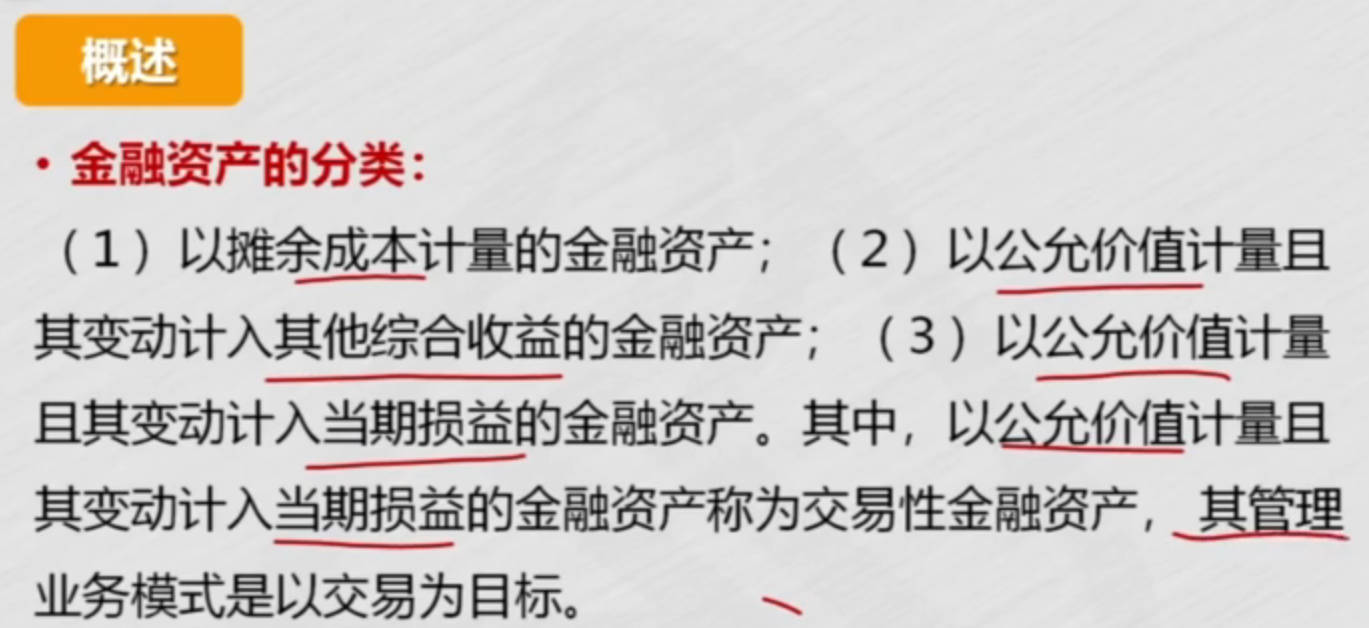 概述
• 金融资产的分类：
（1）以摊余成本计量的金融资产；（2）以公允价值计量且
其变动计入其他综合收益的金融资产；（3）以公允价值计量
且其变动计入当期损益的金融资产。其中，以公允价值计量且
其变动计入当期损益的金融资产称为交易性金融资产，其管理
业务模式是以交易为目标。